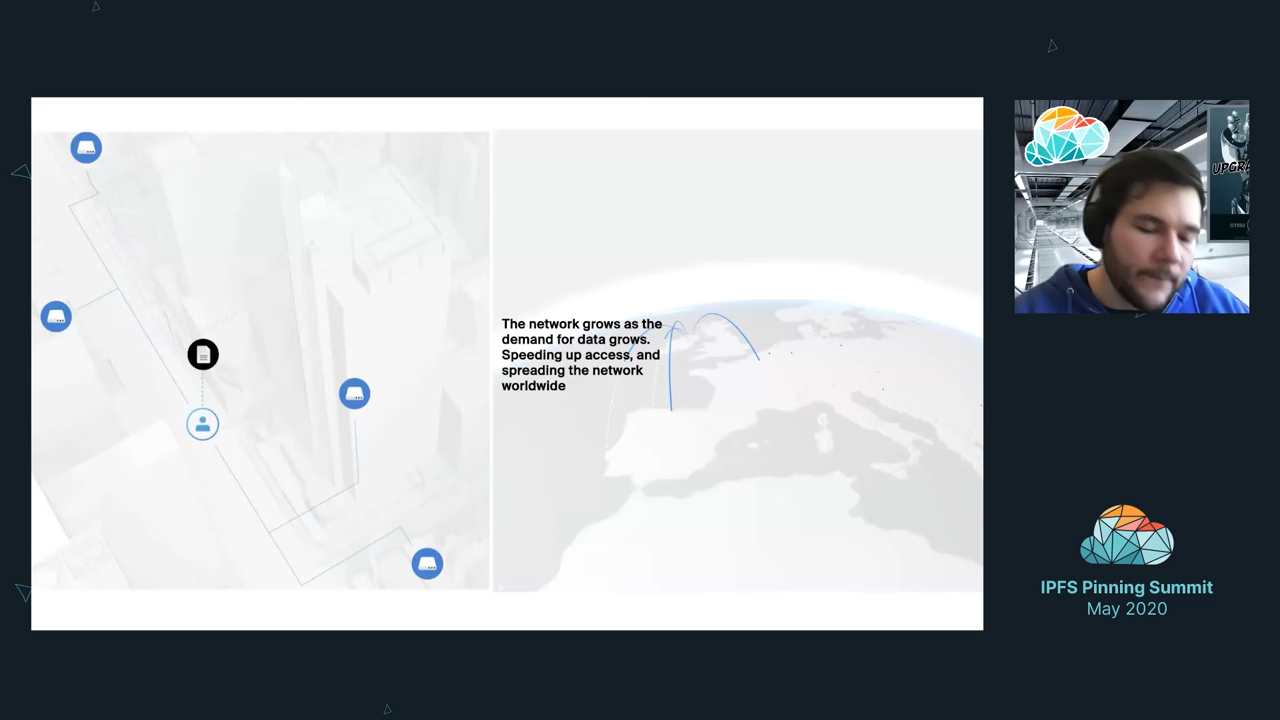 The network grows as the
demand for data grows.
Speeding up access, and
spreading the network
worldwide
UPGRA
IPFS Pinning Summit
May 2020